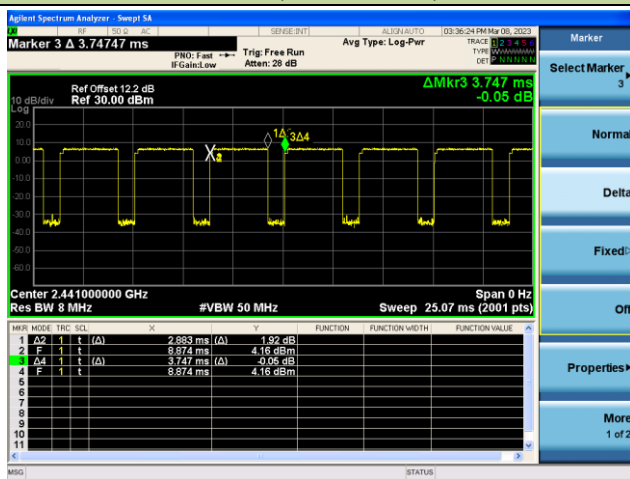 Agilent Spectrum Analyzer - Swept SA
RF 50 Ω AC SENSE:INT ALIGN AUTO 03:36:24 PM Mar 08, 2023
Marker 3 Δ 3.74747 ms
PNO: Fast
IFGain:Low
Trig: Free Run
Atten: 28 dB
Avg Type: Log-Pwr
TRACE 1 2 3 4 5 6
TYPE
DET P N N N N N
Ref Offset 12.2 dB
Ref 30.00 dBm
10 dB/div
Log
ΔMkr3 3.747 ms
-0.05 dB
20.0
10.0
0.00
-10.0
-20.0
-30.0
-40.0
-60.0
1Δ 3Δ4
Center 2.441000000 GHz
Span 0 Hz
Res BW 8 MHz #VBW 50 MHz Sweep 25.07 ms (2001 pts)
MKR MODE TRC SCL X Y FUNCTION FUNCTION WIDTH FUNCTION VALUE
1 Δ2 1 t (Δ) 2.883 ms (Δ) 1.92 dB
2 F 1 t 8.874 ms 4.16 dBm
3 Δ4 1 t (Δ) 3.747 ms (Δ) -0.05 dB
4 F 1 t 8.874 ms 4.16 dBm
5
6
7
8
9
10
11
MSG STATUS
Marker
Select Marker
3
Normal
Delta
Fixed
Off
Properties
More
1 of 2